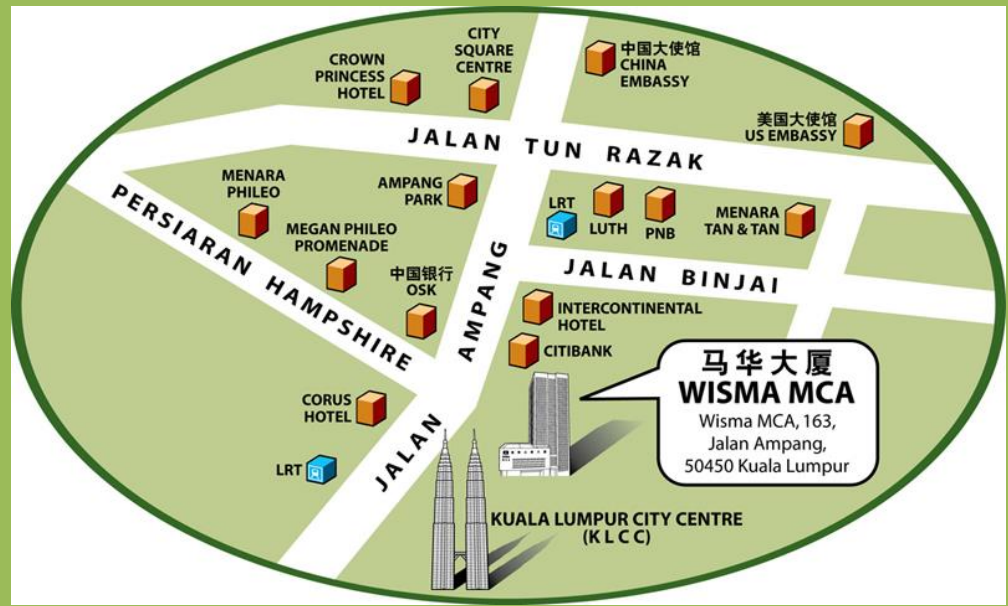 CROWN
PRINCESS
HOTEL
CITY
SQUARE
CENTRE
中国大使馆
CHINA
EMBASSY
美国大使馆
US EMBASSY
JALAN TUN RAZAK
MENARA
PHILEO
AMPANG
PARK
LRT
LUTH
PNB
MENARA
TAN & TAN
PERSIARAN HAMPSHIRE
MEGAN PHILEO
PROMENADE
中国银行
OSK
JALAN AMPANG
JALAN BINJAI
INTERCONTINENTAL
HOTEL
CITIBANK
马华大厦
WISMA MCA
Wisma MCA, 163,
Jalan Ampang,
50450 Kuala Lumpur
CORUS
HOTEL
LRT
KUALA LUMPUR CITY CENTRE
(K L C C)